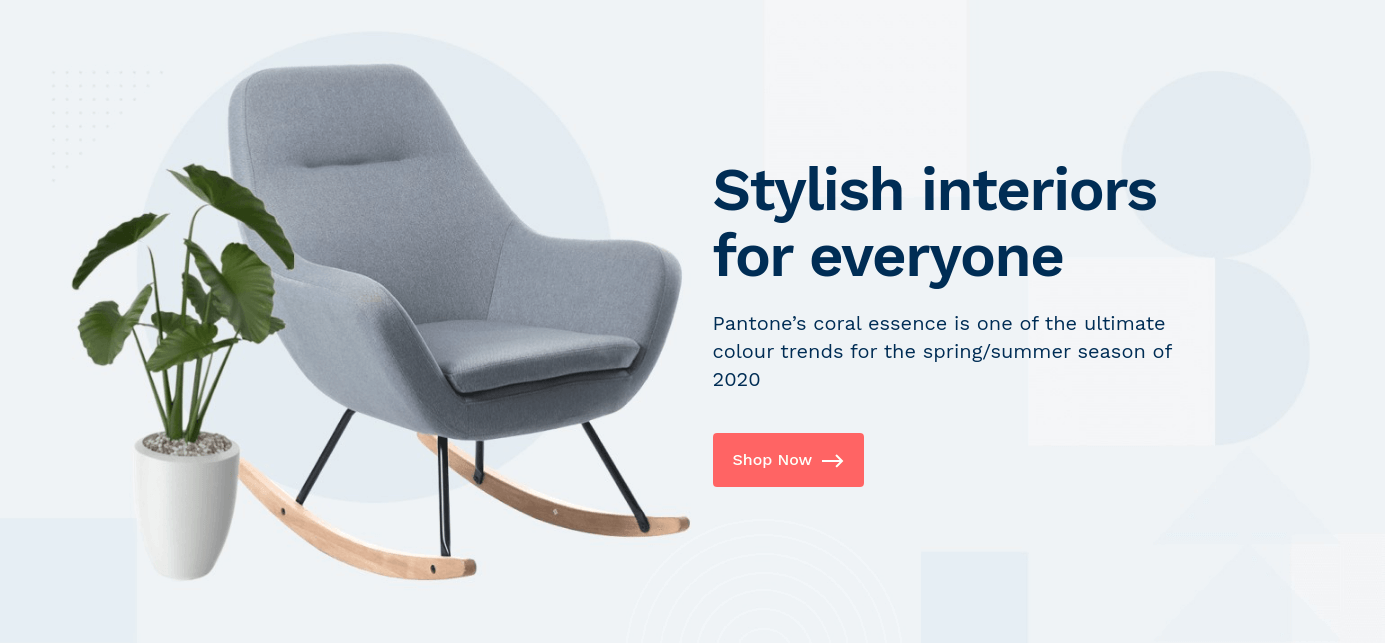 Stylish interiors
for everyone
Pantone’s coral essence is one of the ultimate
colour trends for the spring/summer season of
2020
Shop Now